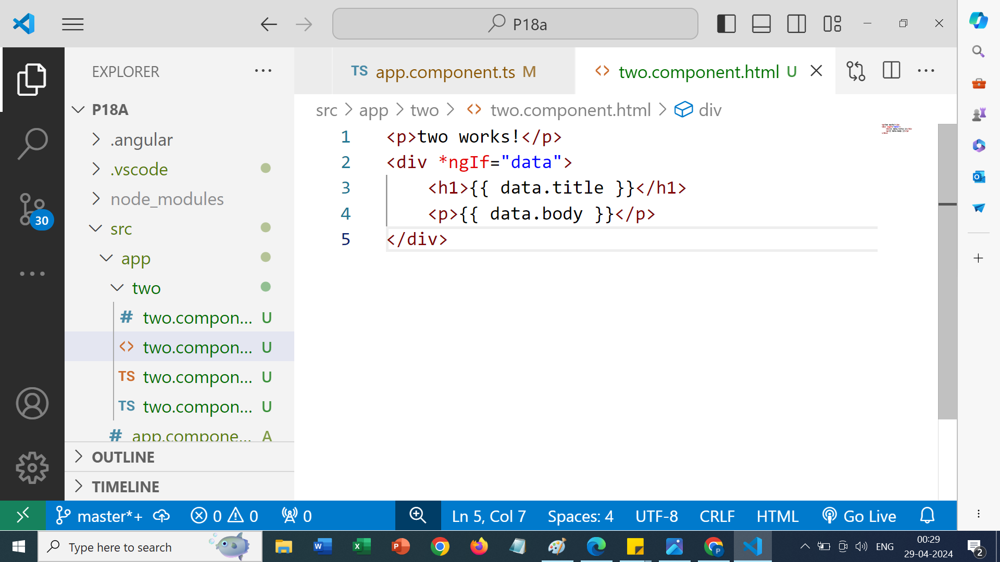 P18a
EXPLORER
P18A
.angular
.vscode
node_modules
src
app
two
# two.compon... U
<> two.compon... U
TS two.compon... U
TS two.compon... U
# app.compone... A
OUTLINE
TIMELINE
30
TS app.component.ts M
<> two.component.html U
src > app > two > <> two.component.html > div
1 <p>two works!</p>
2 <div *ngIf="data">
3 <h1>{{ data.title }}</h1>
4 <p>{{ data.body }}</p>
5 </div>
master*+ 0 0 0 Ln 5, Col 7 Spaces: 4 UTF-8 CRLF HTML Go Live
Type here to search
ENG
00:29
29-04-2024
2